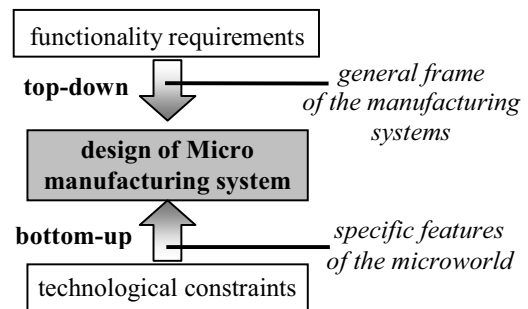 functionality requirements
top-down
general frame
of the manufacturing
systems
design of Micro
manufacturing system
bottom-up
specific features
of the microworld
technological constraints